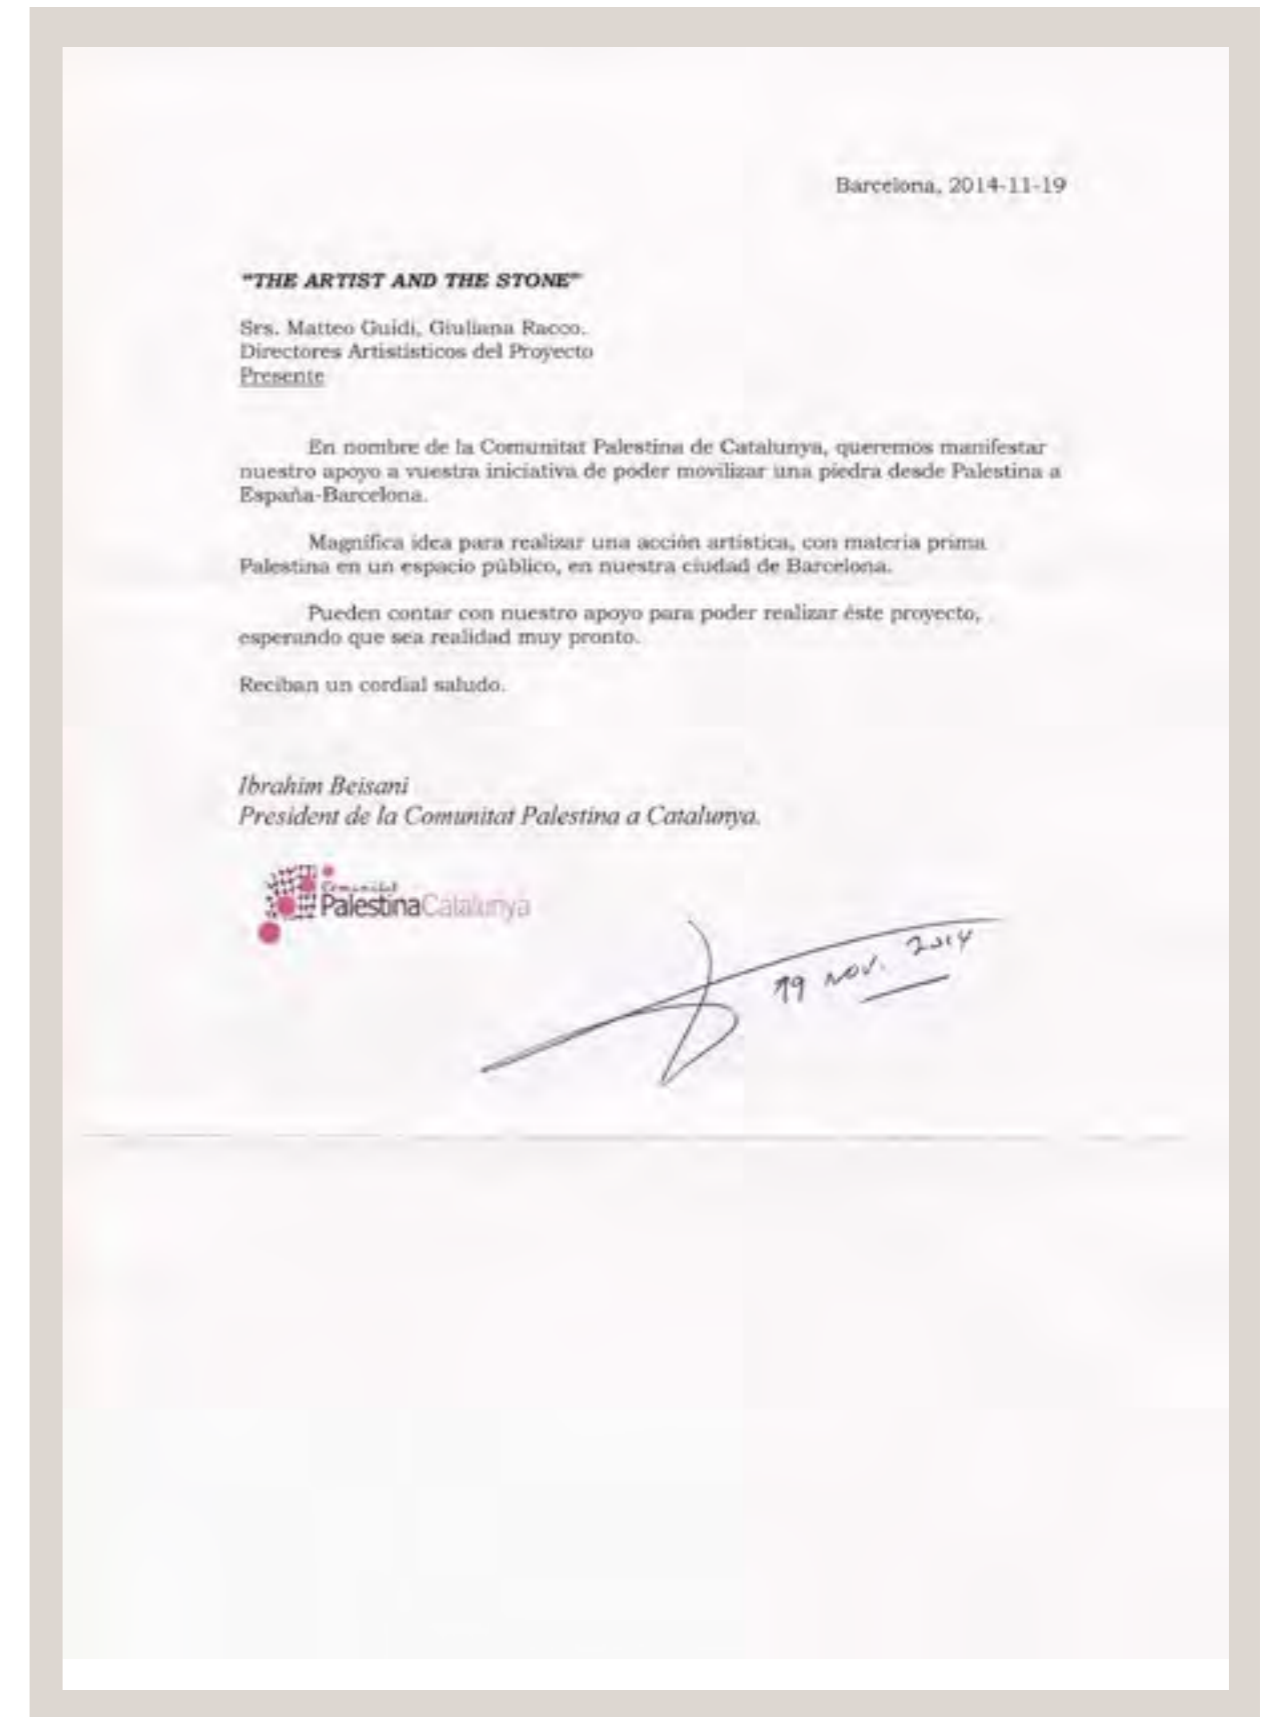 Barcelona, 2014-11-19
"THE ARTIST AND THE STONE"
Srs. Matteo Guidi, Giuliana Racco.
Directores Artistísticos del Proyecto
Presente
En nombre de la Comunitat Palestina de Catalunya, queremos manifestar
nuestro apoyo a vuestra iniciativa de poder movilizar una piedra desde Palestina a
España-Barcelona.
Magnífica idea para realizar una acción artística, con materia prima
Palestina en un espacio público, en nuestra ciudad de Barcelona.
Pueden contar con nuestro apoyo para poder realizar éste proyecto,
esperando que sea realidad muy pronto.
Reciban un cordial saludo.
Ibrahim Beisani
President de la Comunitat Palestina a Catalunya.
Comunitat
PalestinaCatalunya
19 NOV. 2014